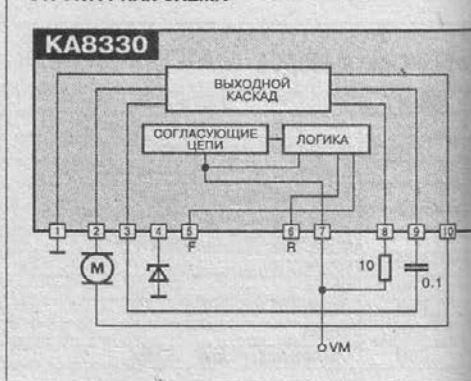 KA8330
ВЫХОДНОЙ
КАСКАД
СОГЛАСУЮЩИЕ
ЦЕПИ
ЛОГИКА
1 2 3 4 5 6 7 8 9 10
F R
M
10
0.1
VM